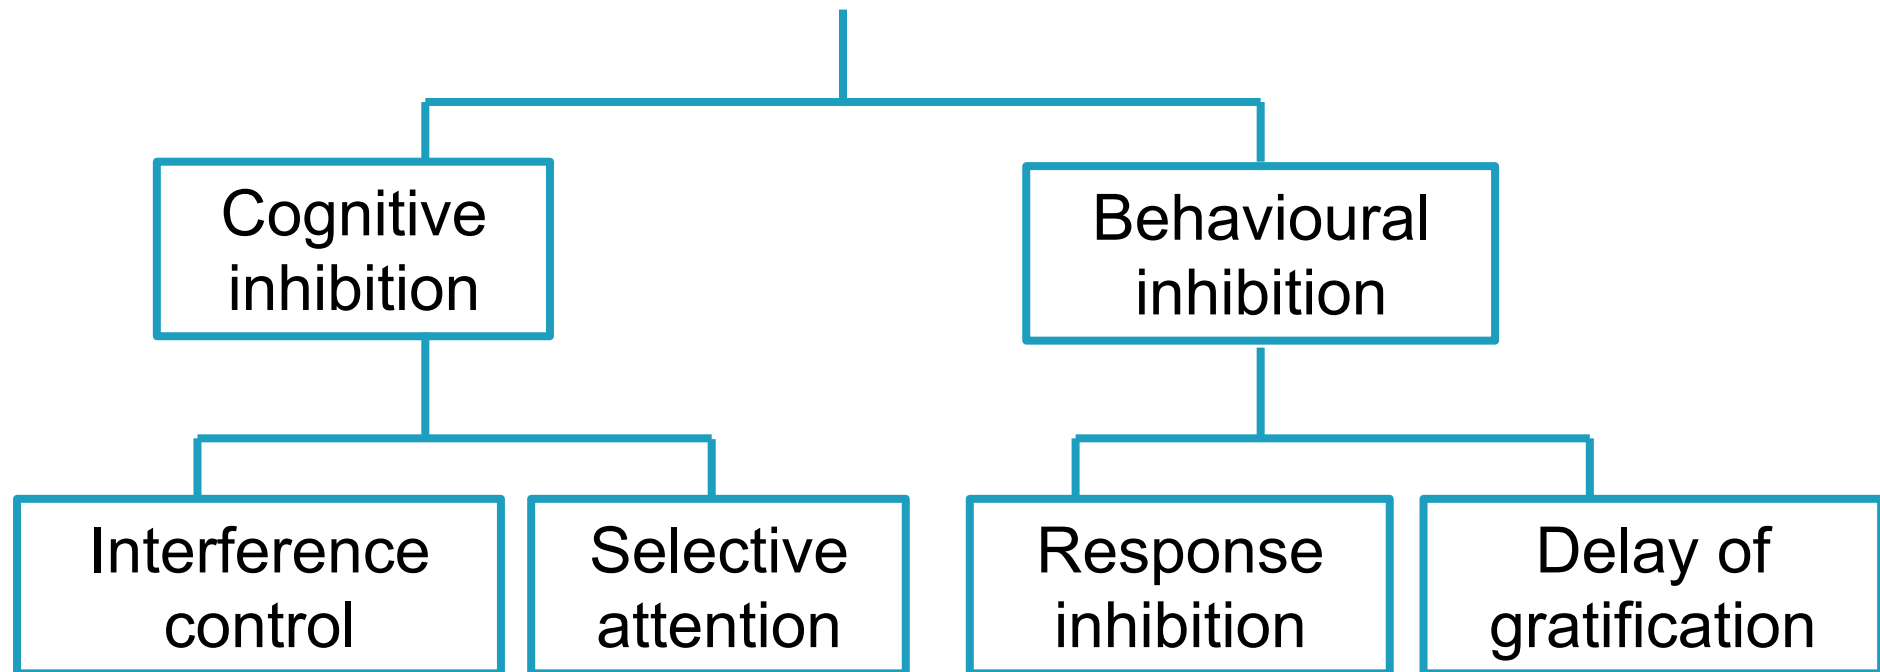 Cognitive
inhibition
Behavioural
inhibition
Interference
control
Selective
attention
Response
inhibition
Delay of
gratification